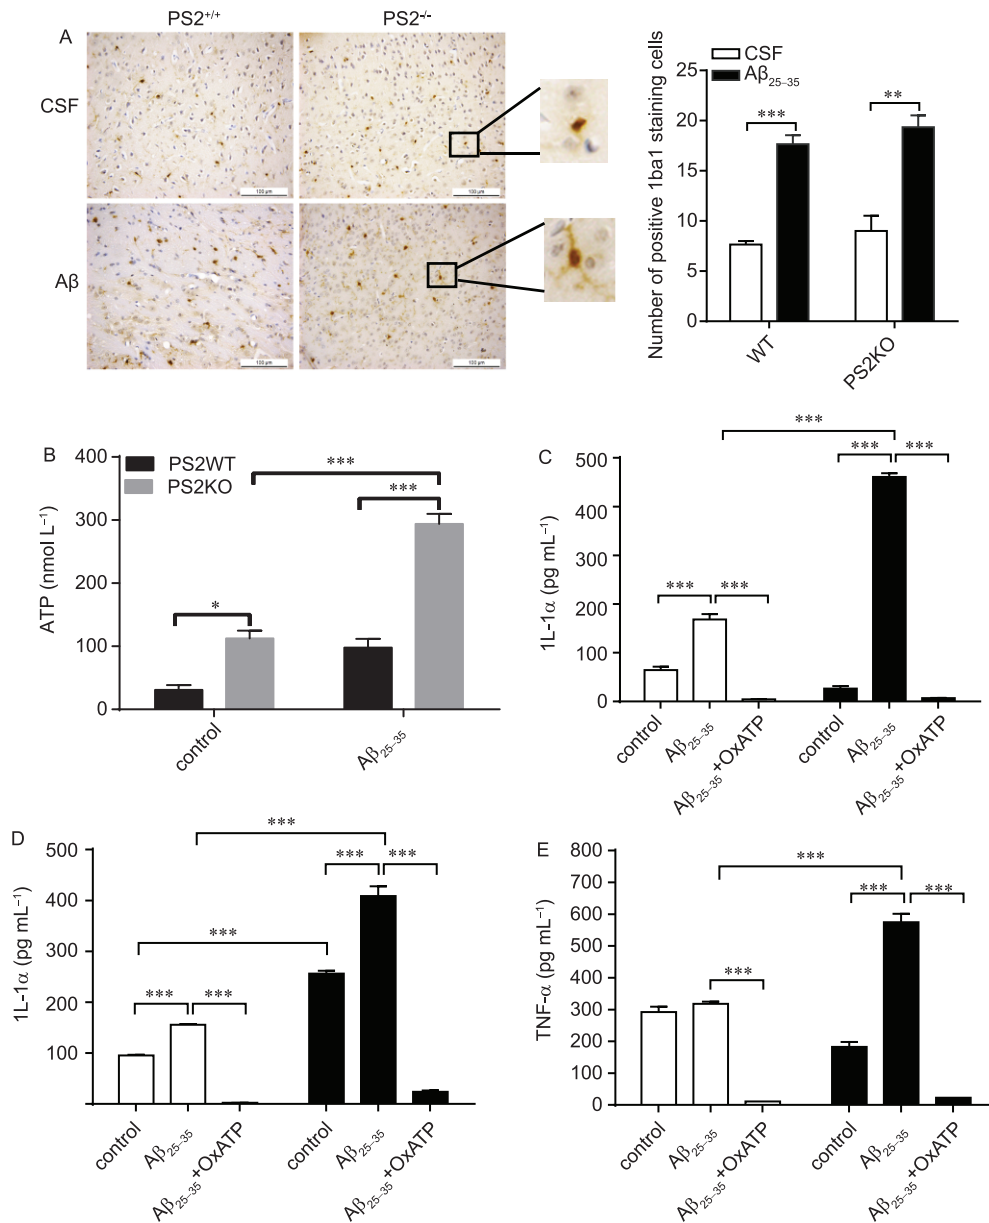 PS2+/+ PS2-/-
A
CSF
Aβ
100 μm
100 μm
100 μm
100 μm
CSF
Aβ25–35
Number of positive 1ba1 staining cells
25
20
15
10
5
0
***
**
WT
PS2KO
B
ATP (nmol L−1)
400
300
200
100
0
PS2WT
PS2KO
***
***
*
control
Aβ25–35
C
1L-1α (pg mL−1)
500
400
300
200
100
0
***
*** ***
*** ***
control
Aβ25–35
Aβ25–35+OxATP
control
Aβ25–35
Aβ25–35+OxATP
D
1L-1α (pg mL−1)
500
400
300
200
100
***
*** ***
***
*** ***
control
Aβ25–35
Aβ25–35+OxATP
control
Aβ25–35
Aβ25–35+OxATP
E
TNF-α (pg mL−1)
800
700
600
500
400
300
200
100
0
***
*** ***
***
control
Aβ25–35
Aβ25–35+OxATP
control
Aβ25–35
Aβ25–35+OxATP